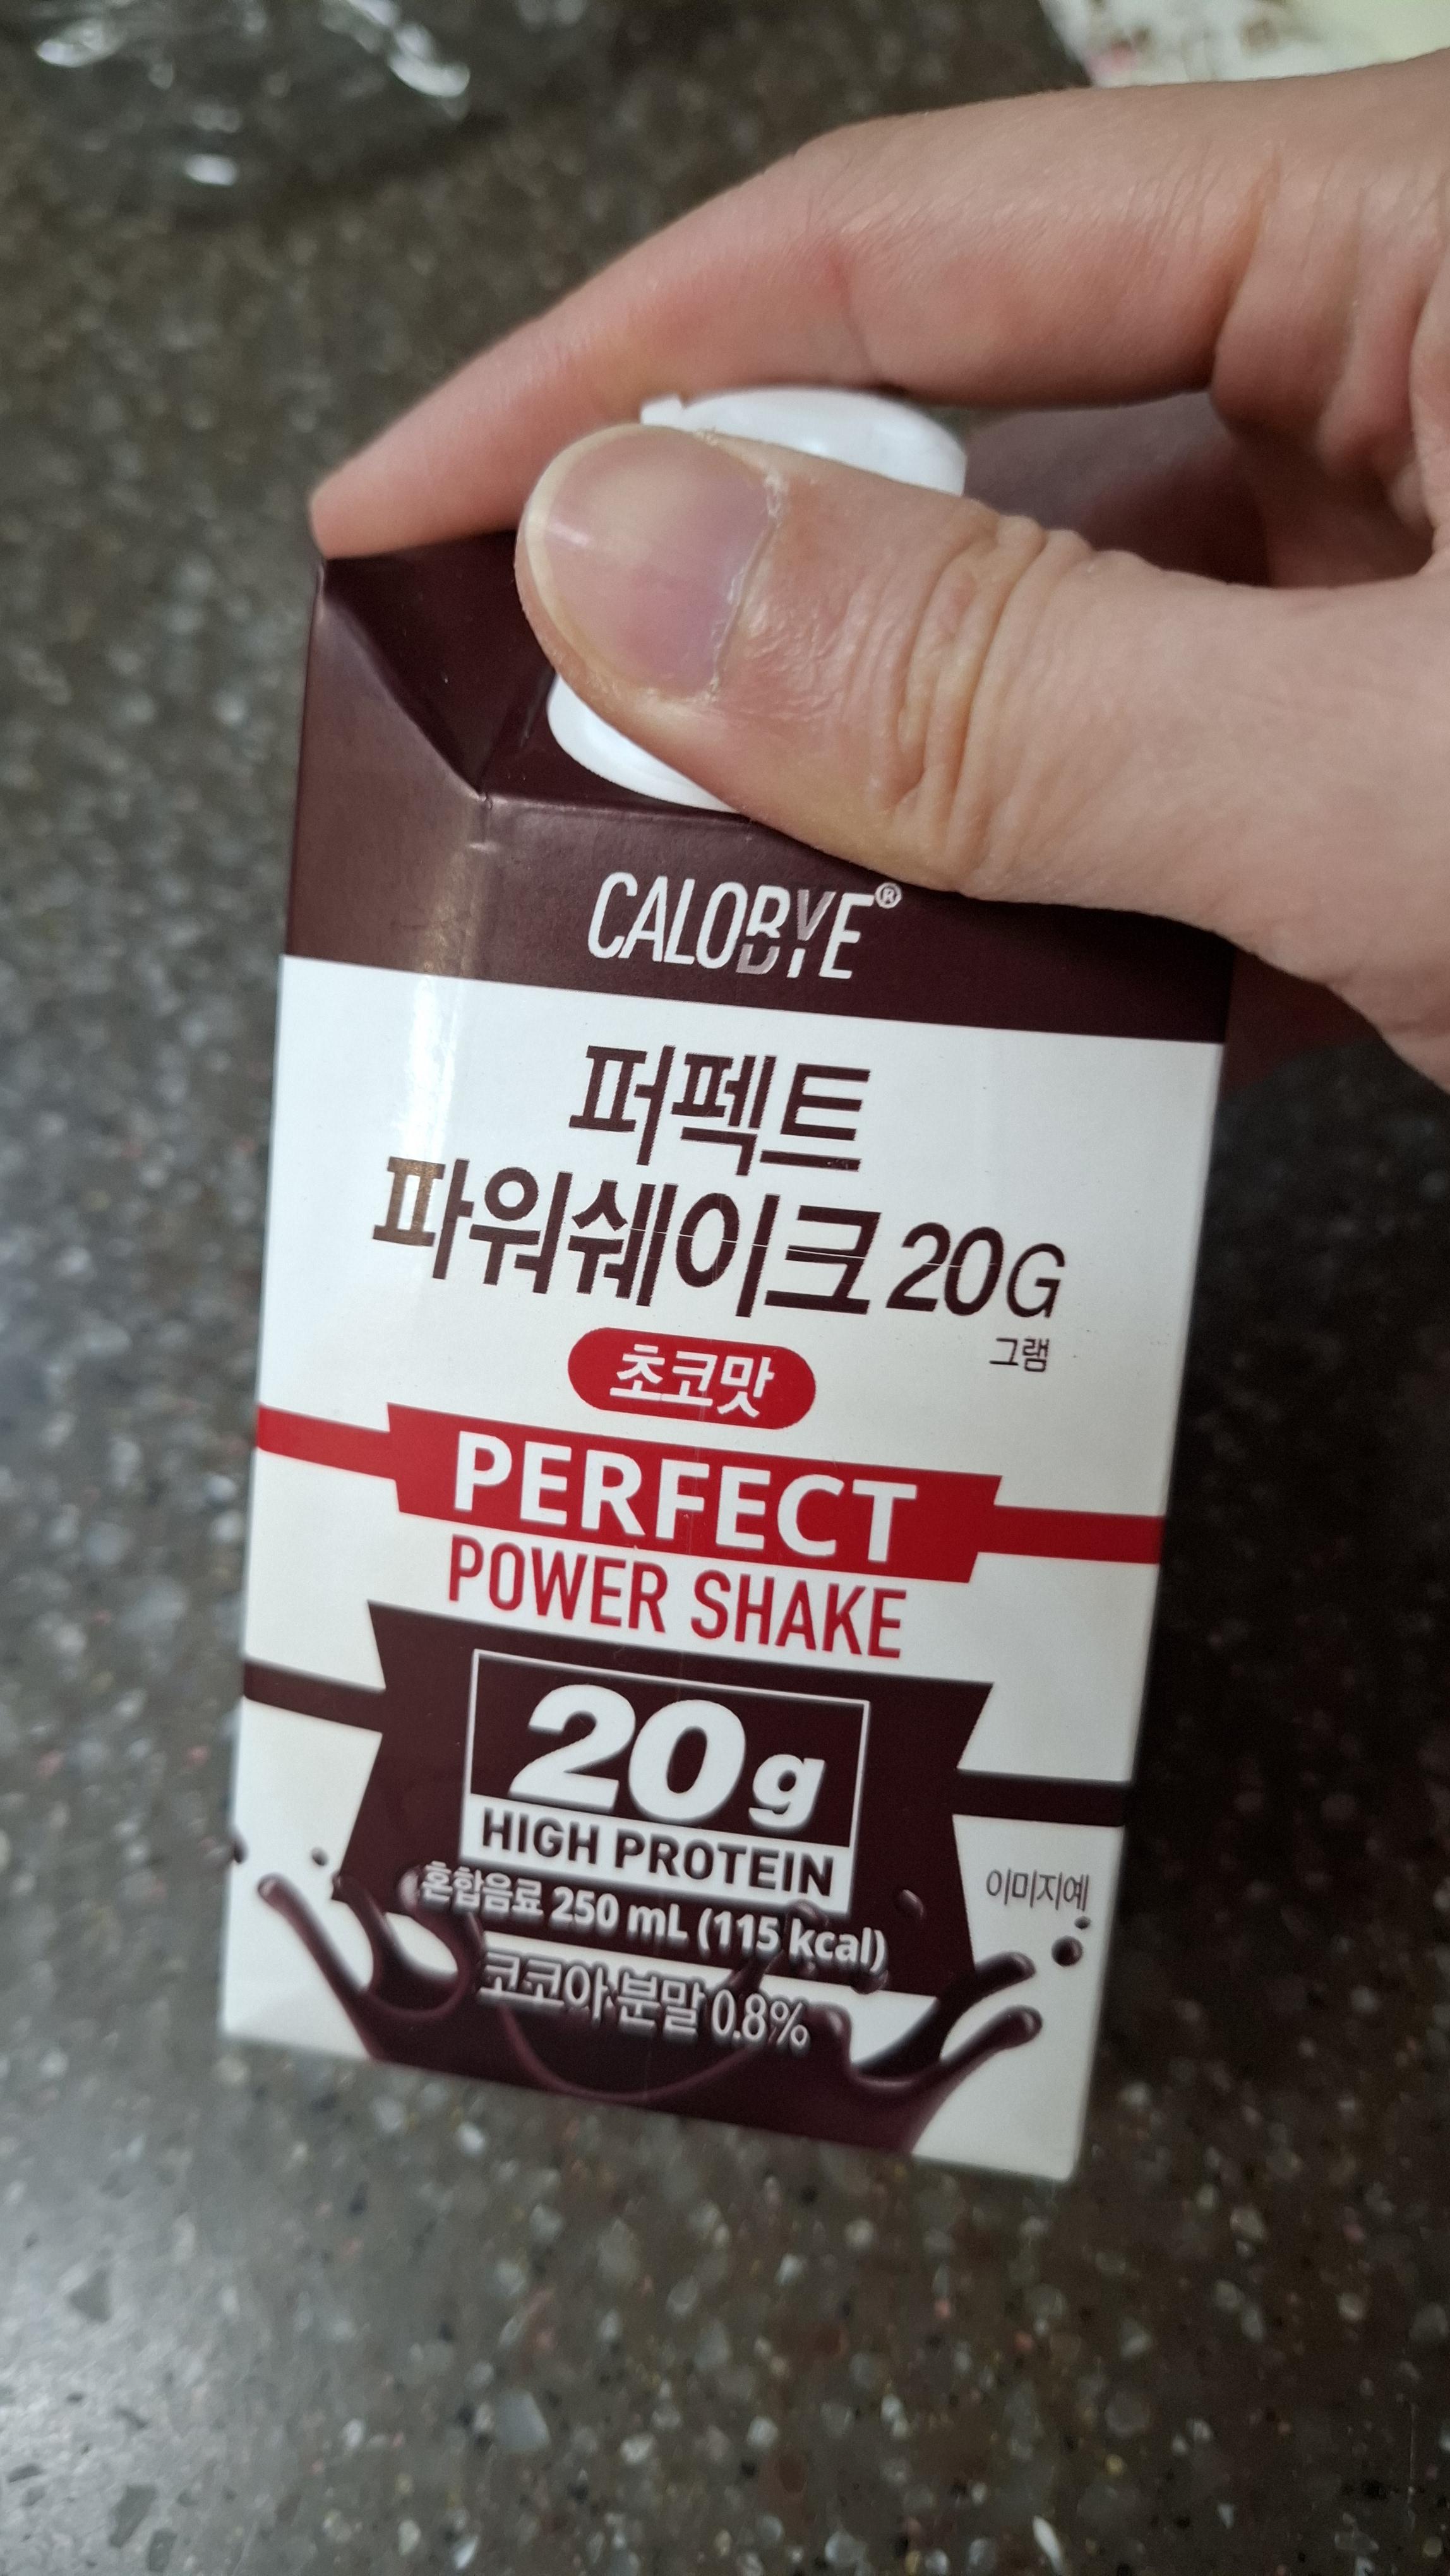 CALOBYE®
퍼펙트
파워쉐이크 20G
그램
초코맛
PERFECT
POWER SHAKE
20g
HIGH PROTEIN
혼합음료 250 mL (115 kcal)
이미지예
코코아 분말 0.8%